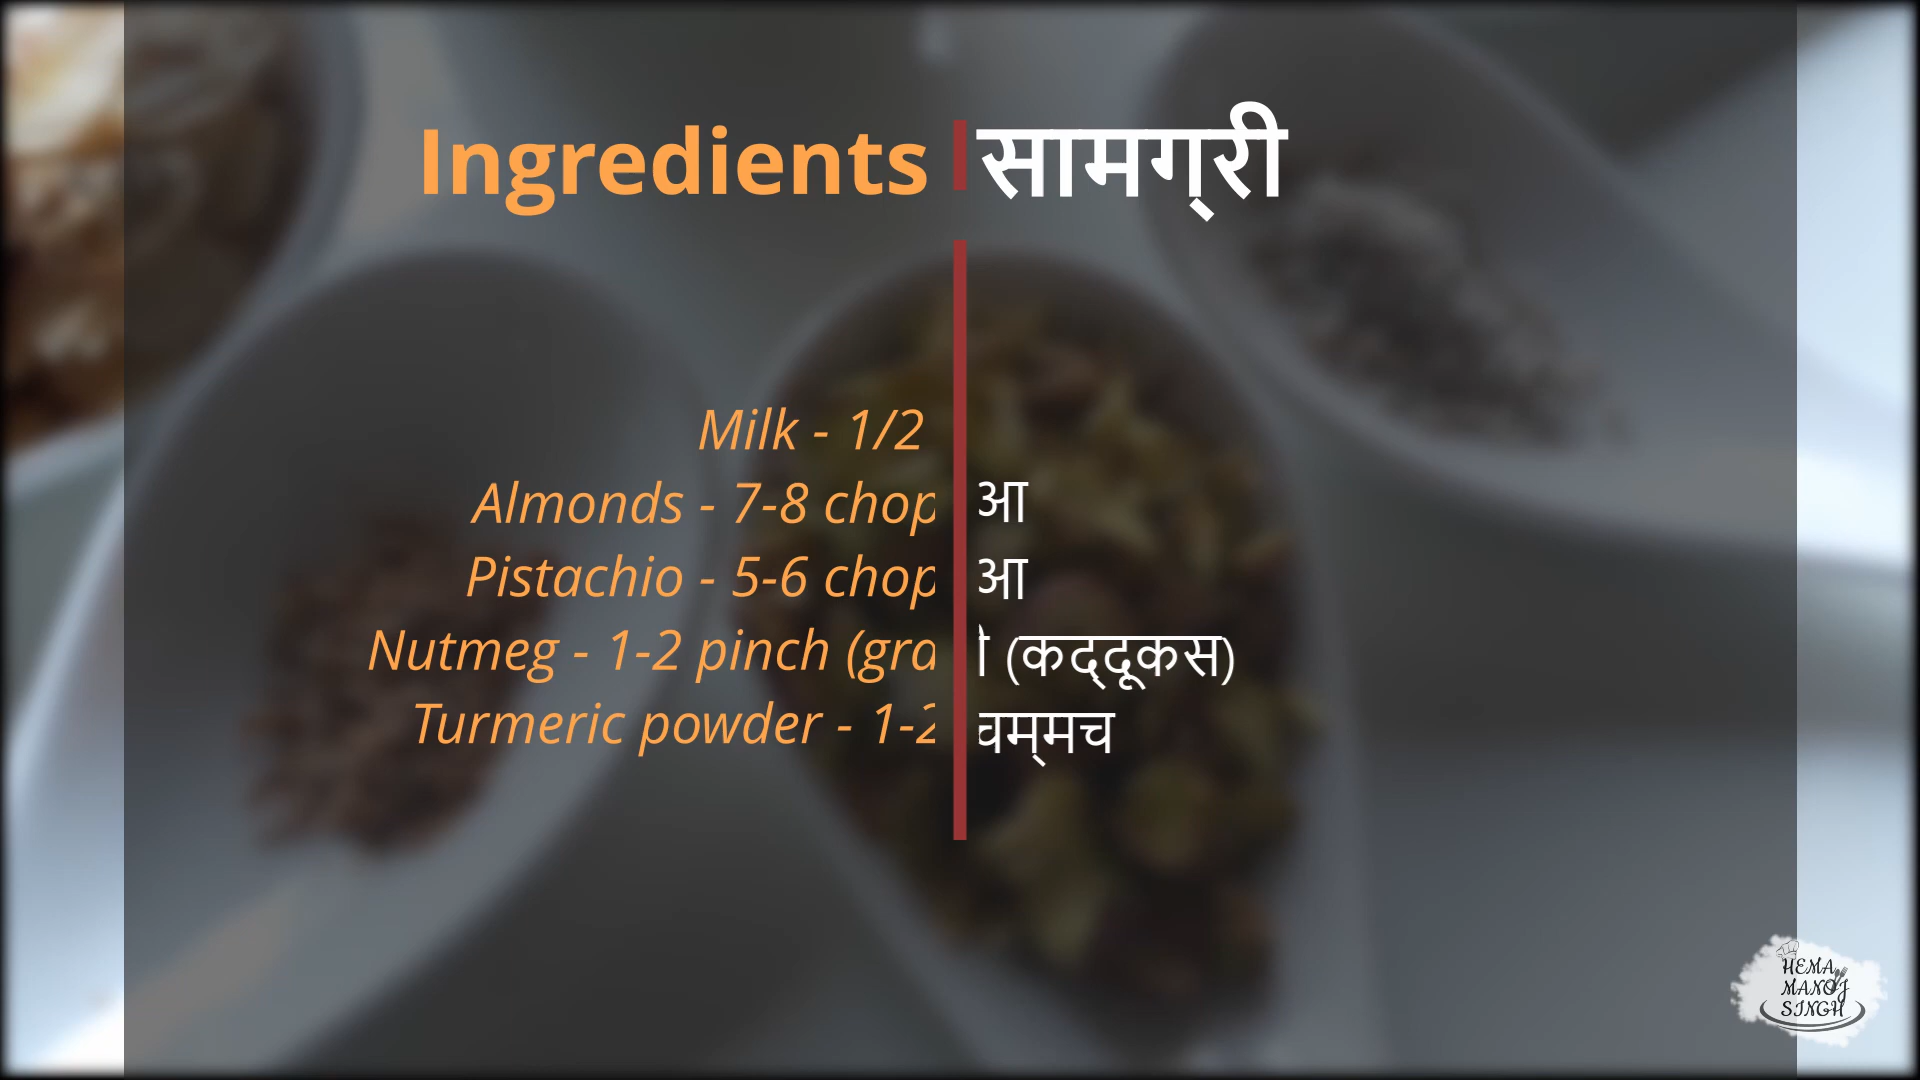 Ingredients सामग्री
Milk - 1/2
Almonds - 7-8 chop आ
Pistachio - 5-6 chop आ
Nutmeg - 1-2 pinch (gra (कद्दूकस)
Turmeric powder - 1-2 चम्मच
HEMA
MANOJ
SINGH